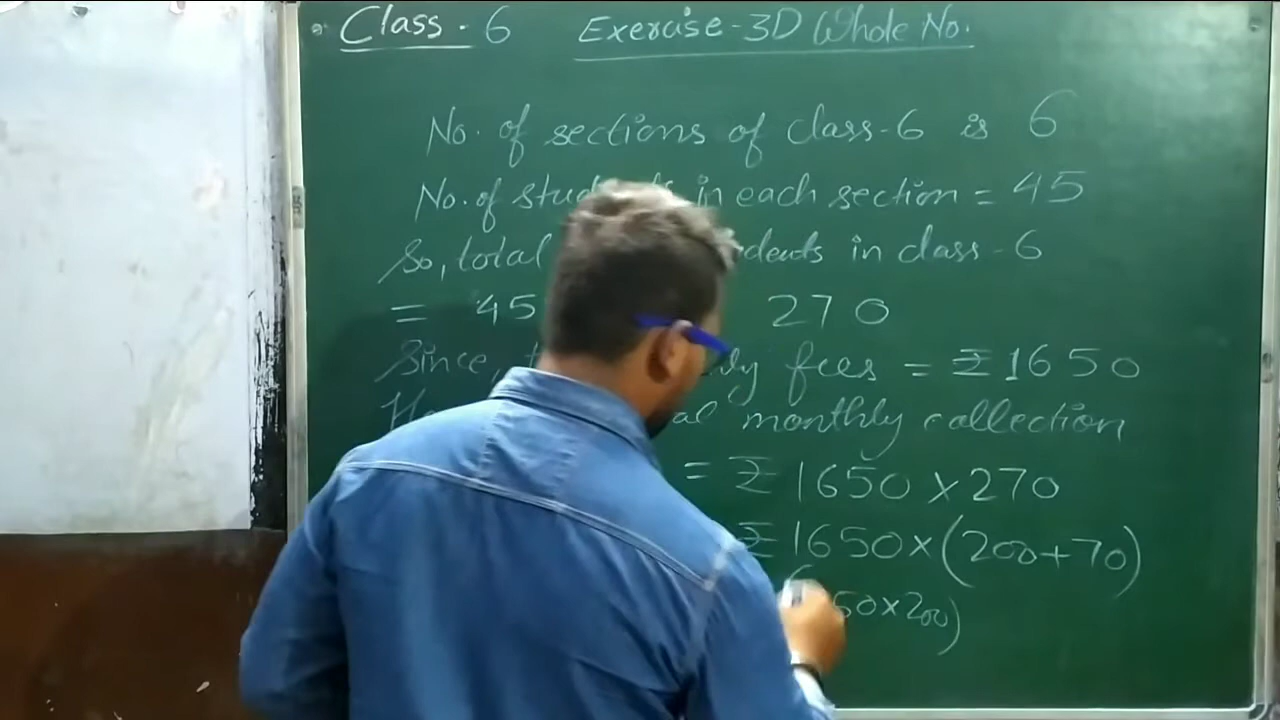 Class - 6 Exercise-3D Whole No.
No. of sections of class-6 is 6
No. of in each section = 45
So, total in class-6
= 45 270
Since, fees = ₹1650
monthly collection
= ₹1650×270
₹1650×(200+70)
50×200)